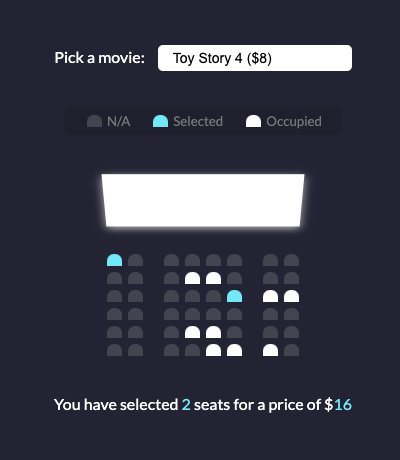 Pick a movie: Toy Story 4 ($8)
N/A Selected Occupied
You have selected 2 seats for a price of $16